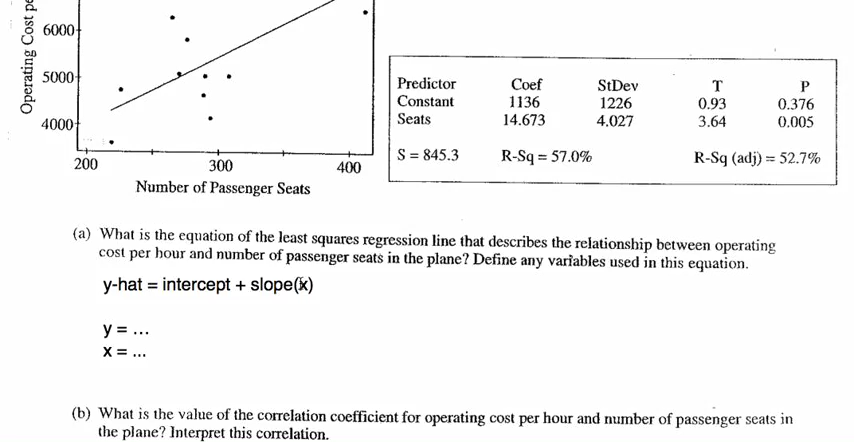 Operating Cost
6000
5000
4000
200 300 400
Number of Passenger Seats
Predictor Coef StDev T P
Constant 1136 1226 0.93 0.376
Seats 14.673 4.027 3.64 0.005
S = 845.3 R-Sq = 57.0% R-Sq (adj) = 52.7%
(a) What is the equation of the least squares regression line that describes the relationship between operating
cost per hour and number of passenger seats in the plane? Define any variables used in this equation.
y-hat = intercept + slope(x)
y = ...
x = ...
(b) What is the value of the correlation coefficient for operating cost per hour and number of passenger seats in
the plane? Interpret this correlation.